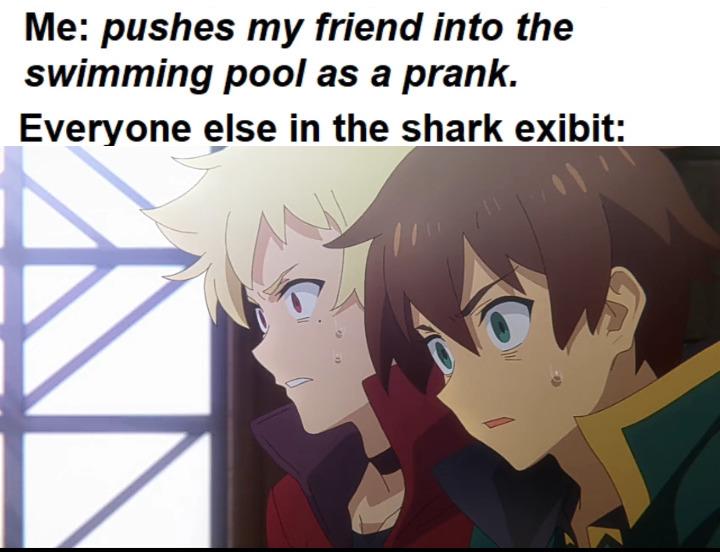 Me: pushes my friend into the
swimming pool as a prank.
Everyone else in the shark exibit: